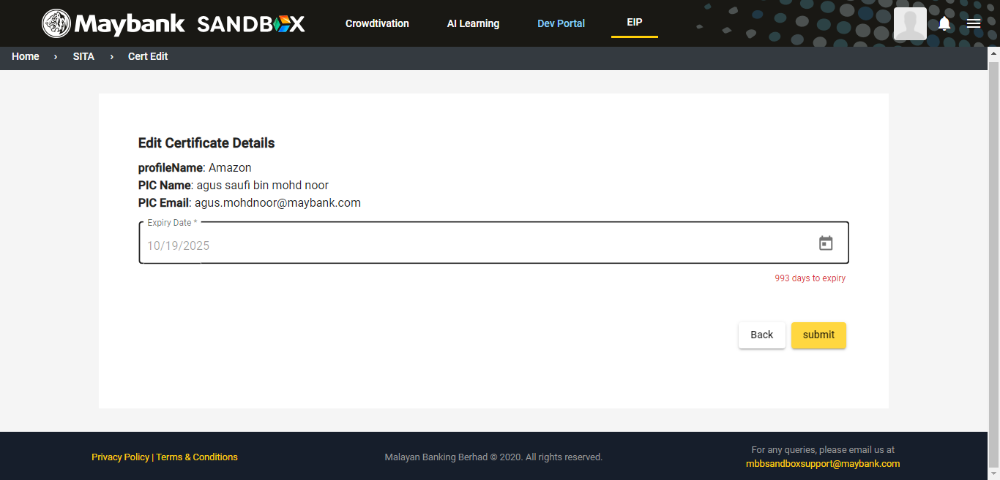 Maybank SANDBOX Crowdtivation AI Learning Dev Portal EIP
Home › SITA › Cert Edit
Edit Certificate Details
profileName: Amazon
PIC Name: agus saufi bin mohd noor
PIC Email: agus.mohdnoor@maybank.com
Expiry Date *
10/19/2025
993 days to expiry
Back submit
Privacy Policy | Terms & Conditions
Malayan Banking Berhad © 2020. All rights reserved.
For any queries, please email us at
mbbsandboxsupport@maybank.com